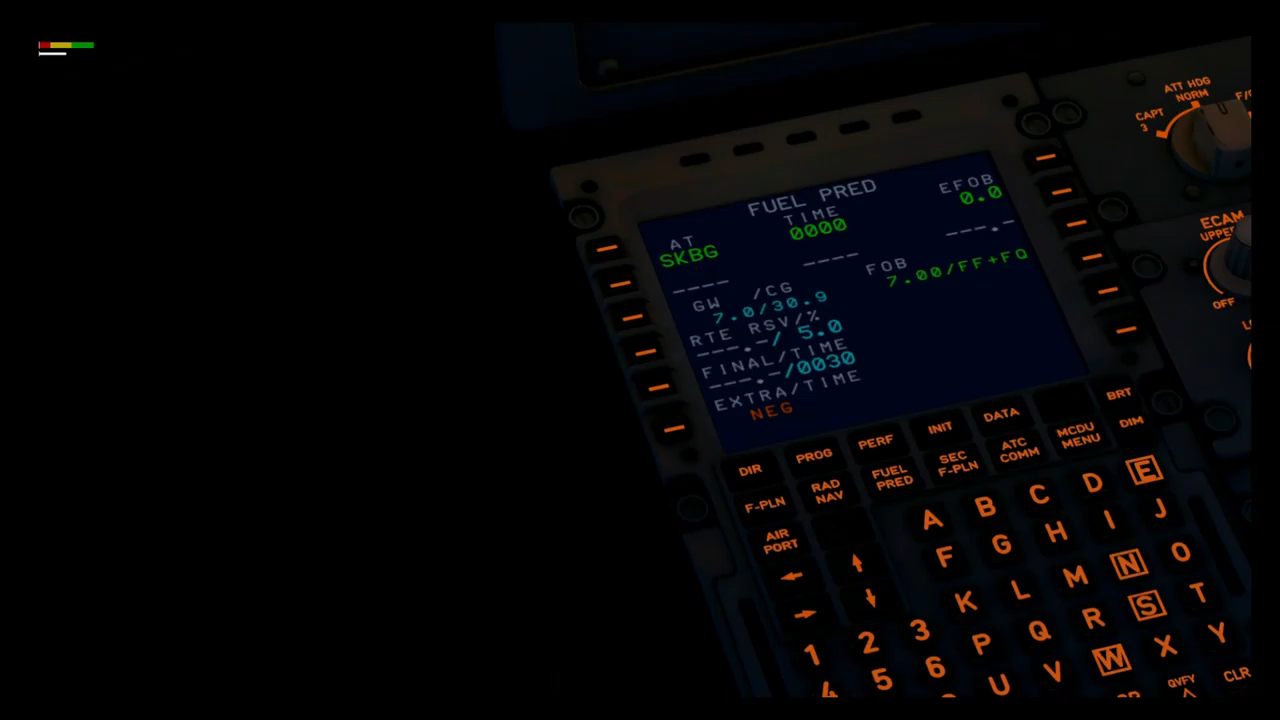 FUEL PRED
AT TIME EFOB
SKBG 0000 0.0
---- ---- ---.-
GW /CG FOB
7.0/30.9 7.00/FF+FQ
RTE RSV/%
---.-/ 5.0
FINAL/TIME
---.-/0030
EXTRA/TIME
NEG
ATT HDG
NORM
CAPT
3
F/O
ECAM
UPPER
OFF
DIR PROG PERF INIT DATA BRT
F-PLN RAD NAV FUEL PRED SEC F-PLN ATC COMM MCDU MENU DIM
AIR PORT
← ↑
→ ↓
A B C D E
F G H I J
K L M N O
P Q R S T
U V W X Y
1 2 3
4 5 6
QVFY
CLR